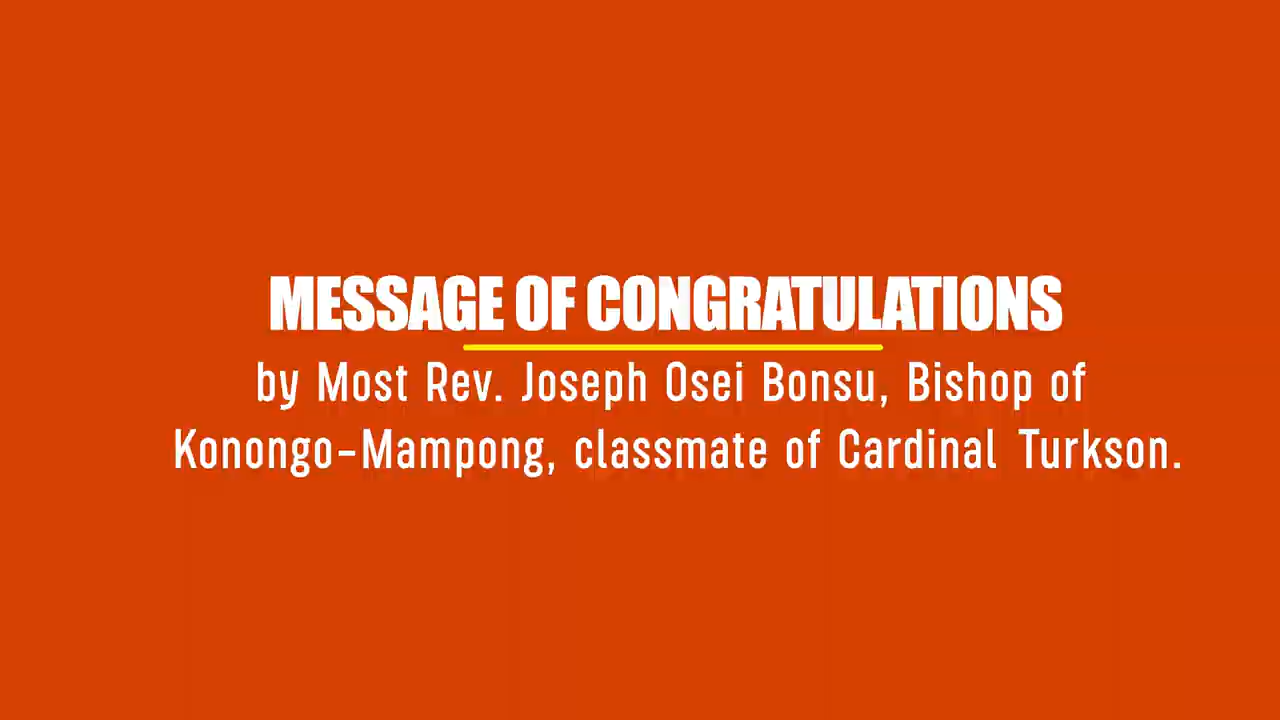 MESSAGE OF CONGRATULATIONS
by Most Rev. Joseph Osei Bonsu, Bishop of
Konongo-Mampong, classmate of Cardinal Turkson.